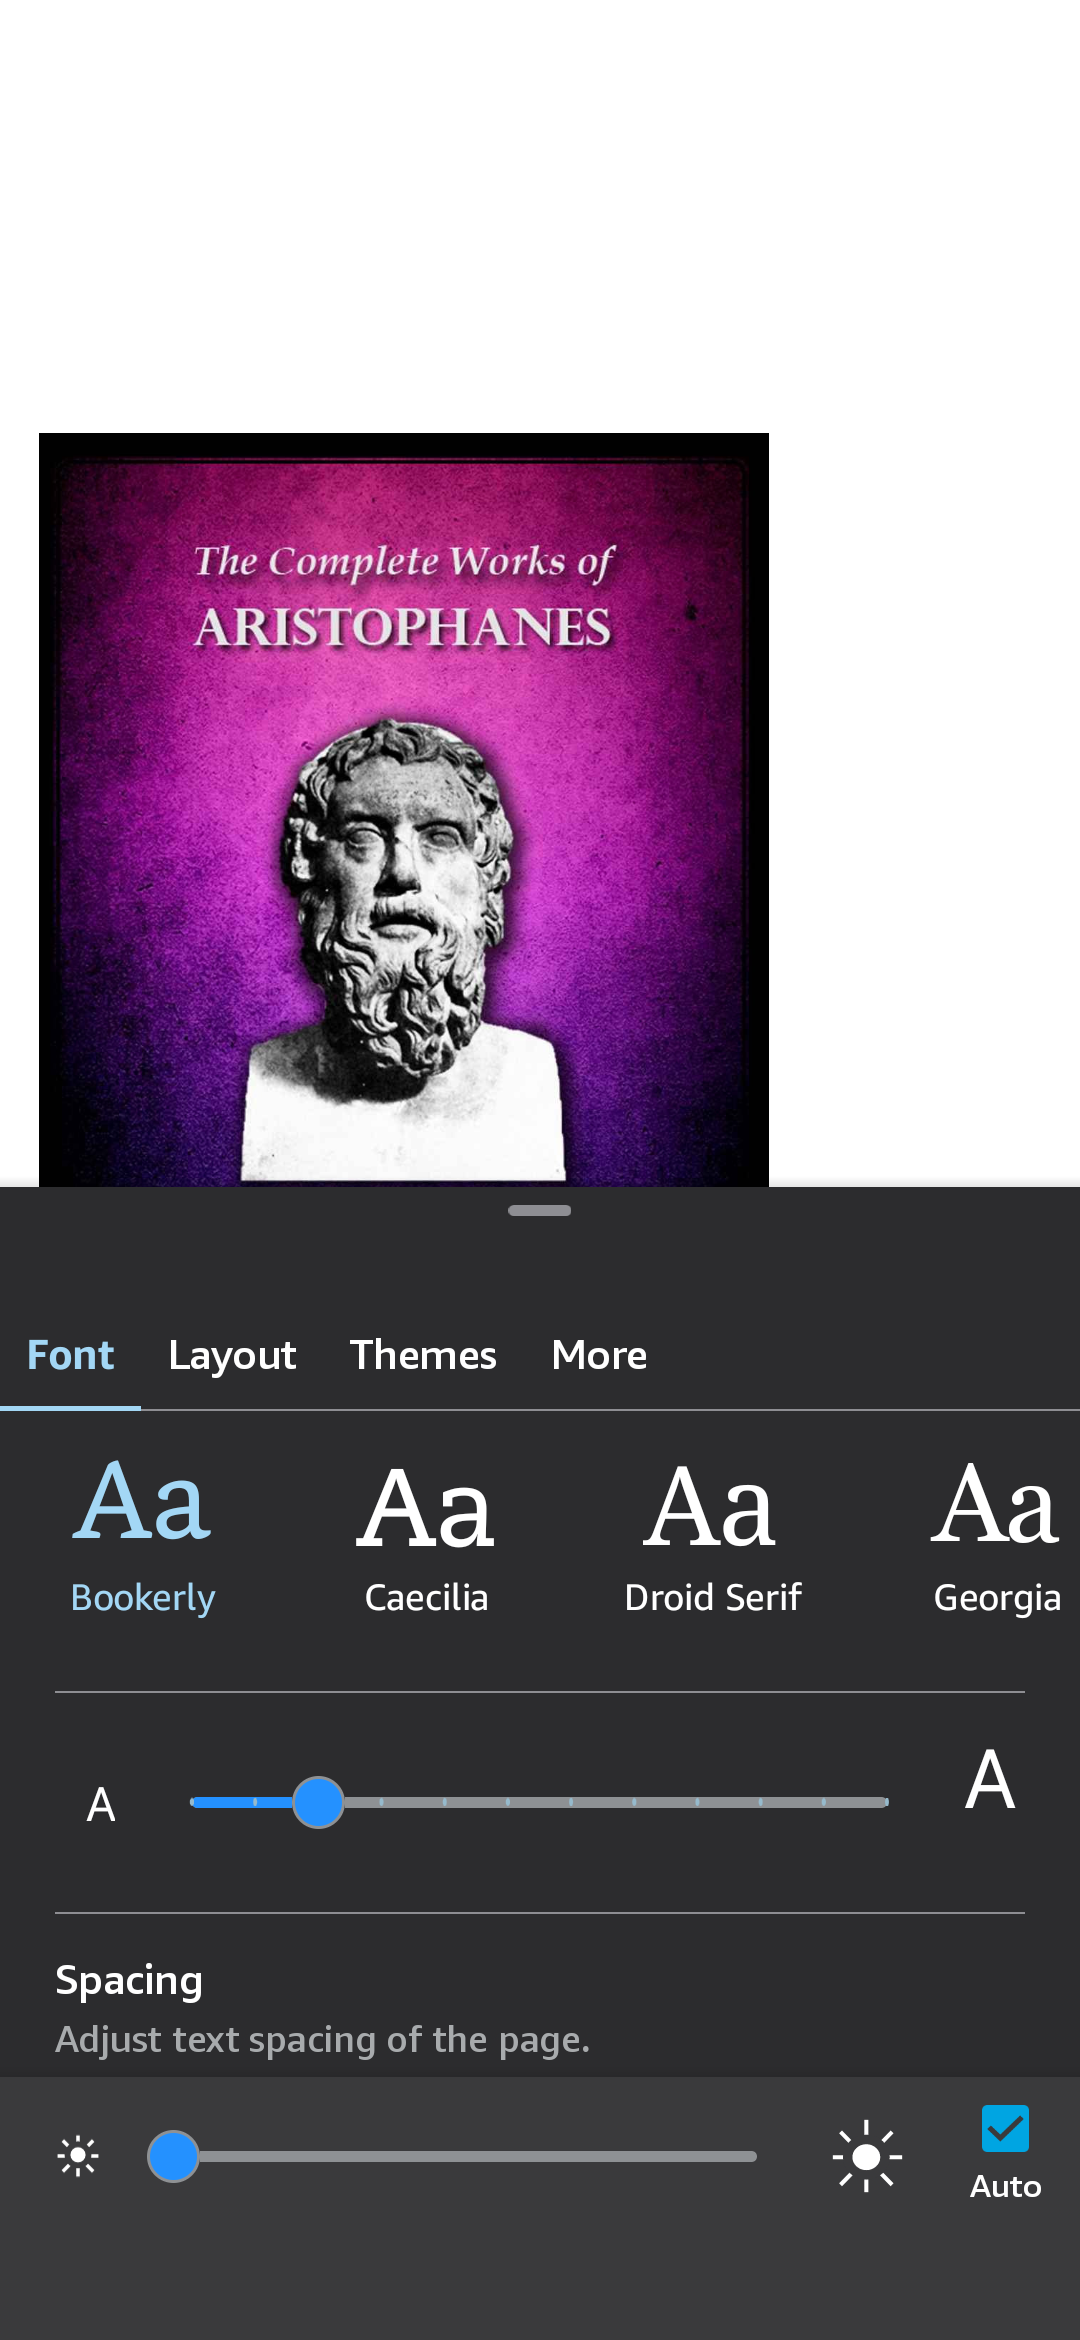 The Complete Works of
ARISTOPHANES
Font Layout Themes More
Aa Aa Aa Aa
Bookerly Caecilia Droid Serif Georgia
A A
Spacing
Adjust text spacing of the page.
Auto